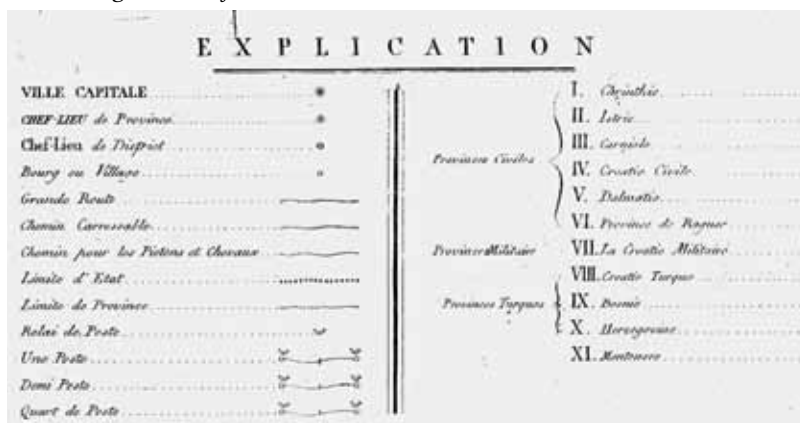 EXPLICATION
VILLE CAPITALE
CHEF-LIEU de Province
Chef-Lieu de District
Bourg ou Village
Grande Route
Chemin Carrossable
Chemin pour les Piétons et Chevaux
Limite d'Etat
Limite de Province
Relai de Poste
Une Poste
Demi Poste
Quart de Poste
Provinces Civiles
I. Carinthie
II. Istrie
III. Carniole
IV. Croatie Civile
V. Dalmatie
VI. Province de Raguse
Province Militaire
VII. La Croatie Militaire
Provinces Turques
VIII. Croatie Turque
IX. Bosnie
X. Herzegovine
XI. Montenero